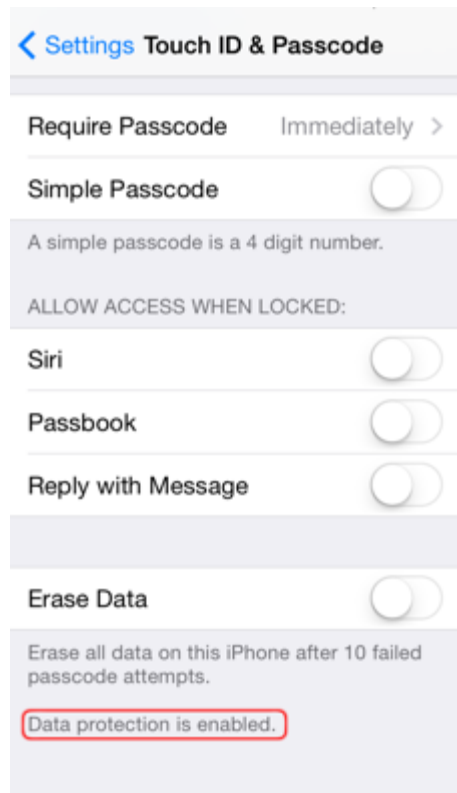 Settings Touch ID & Passcode
Require Passcode Immediately
Simple Passcode
A simple passcode is a 4 digit number.
ALLOW ACCESS WHEN LOCKED:
Siri
Passbook
Reply with Message
Erase Data
Erase all data on this iPhone after 10 failed
passcode attempts.
Data protection is enabled.